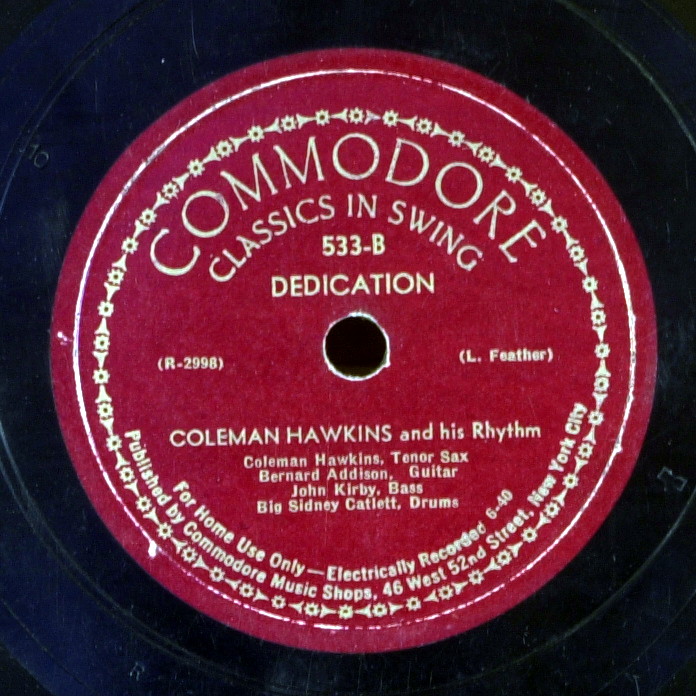 COMMODORE
CLASSICS IN SWING
533-B
DEDICATION
(R-2998)
(L. Feather)
COLEMAN HAWKINS and his Rhythm
Coleman Hawkins, Tenor Sax
Bernard Addison, Guitar
John Kirby, Bass
Big Sidney Catlett, Drums
For Home Use Only—Electrically Recorded 6-40
Published by Commodore Music Shops, 46 West 52nd Street, New York City